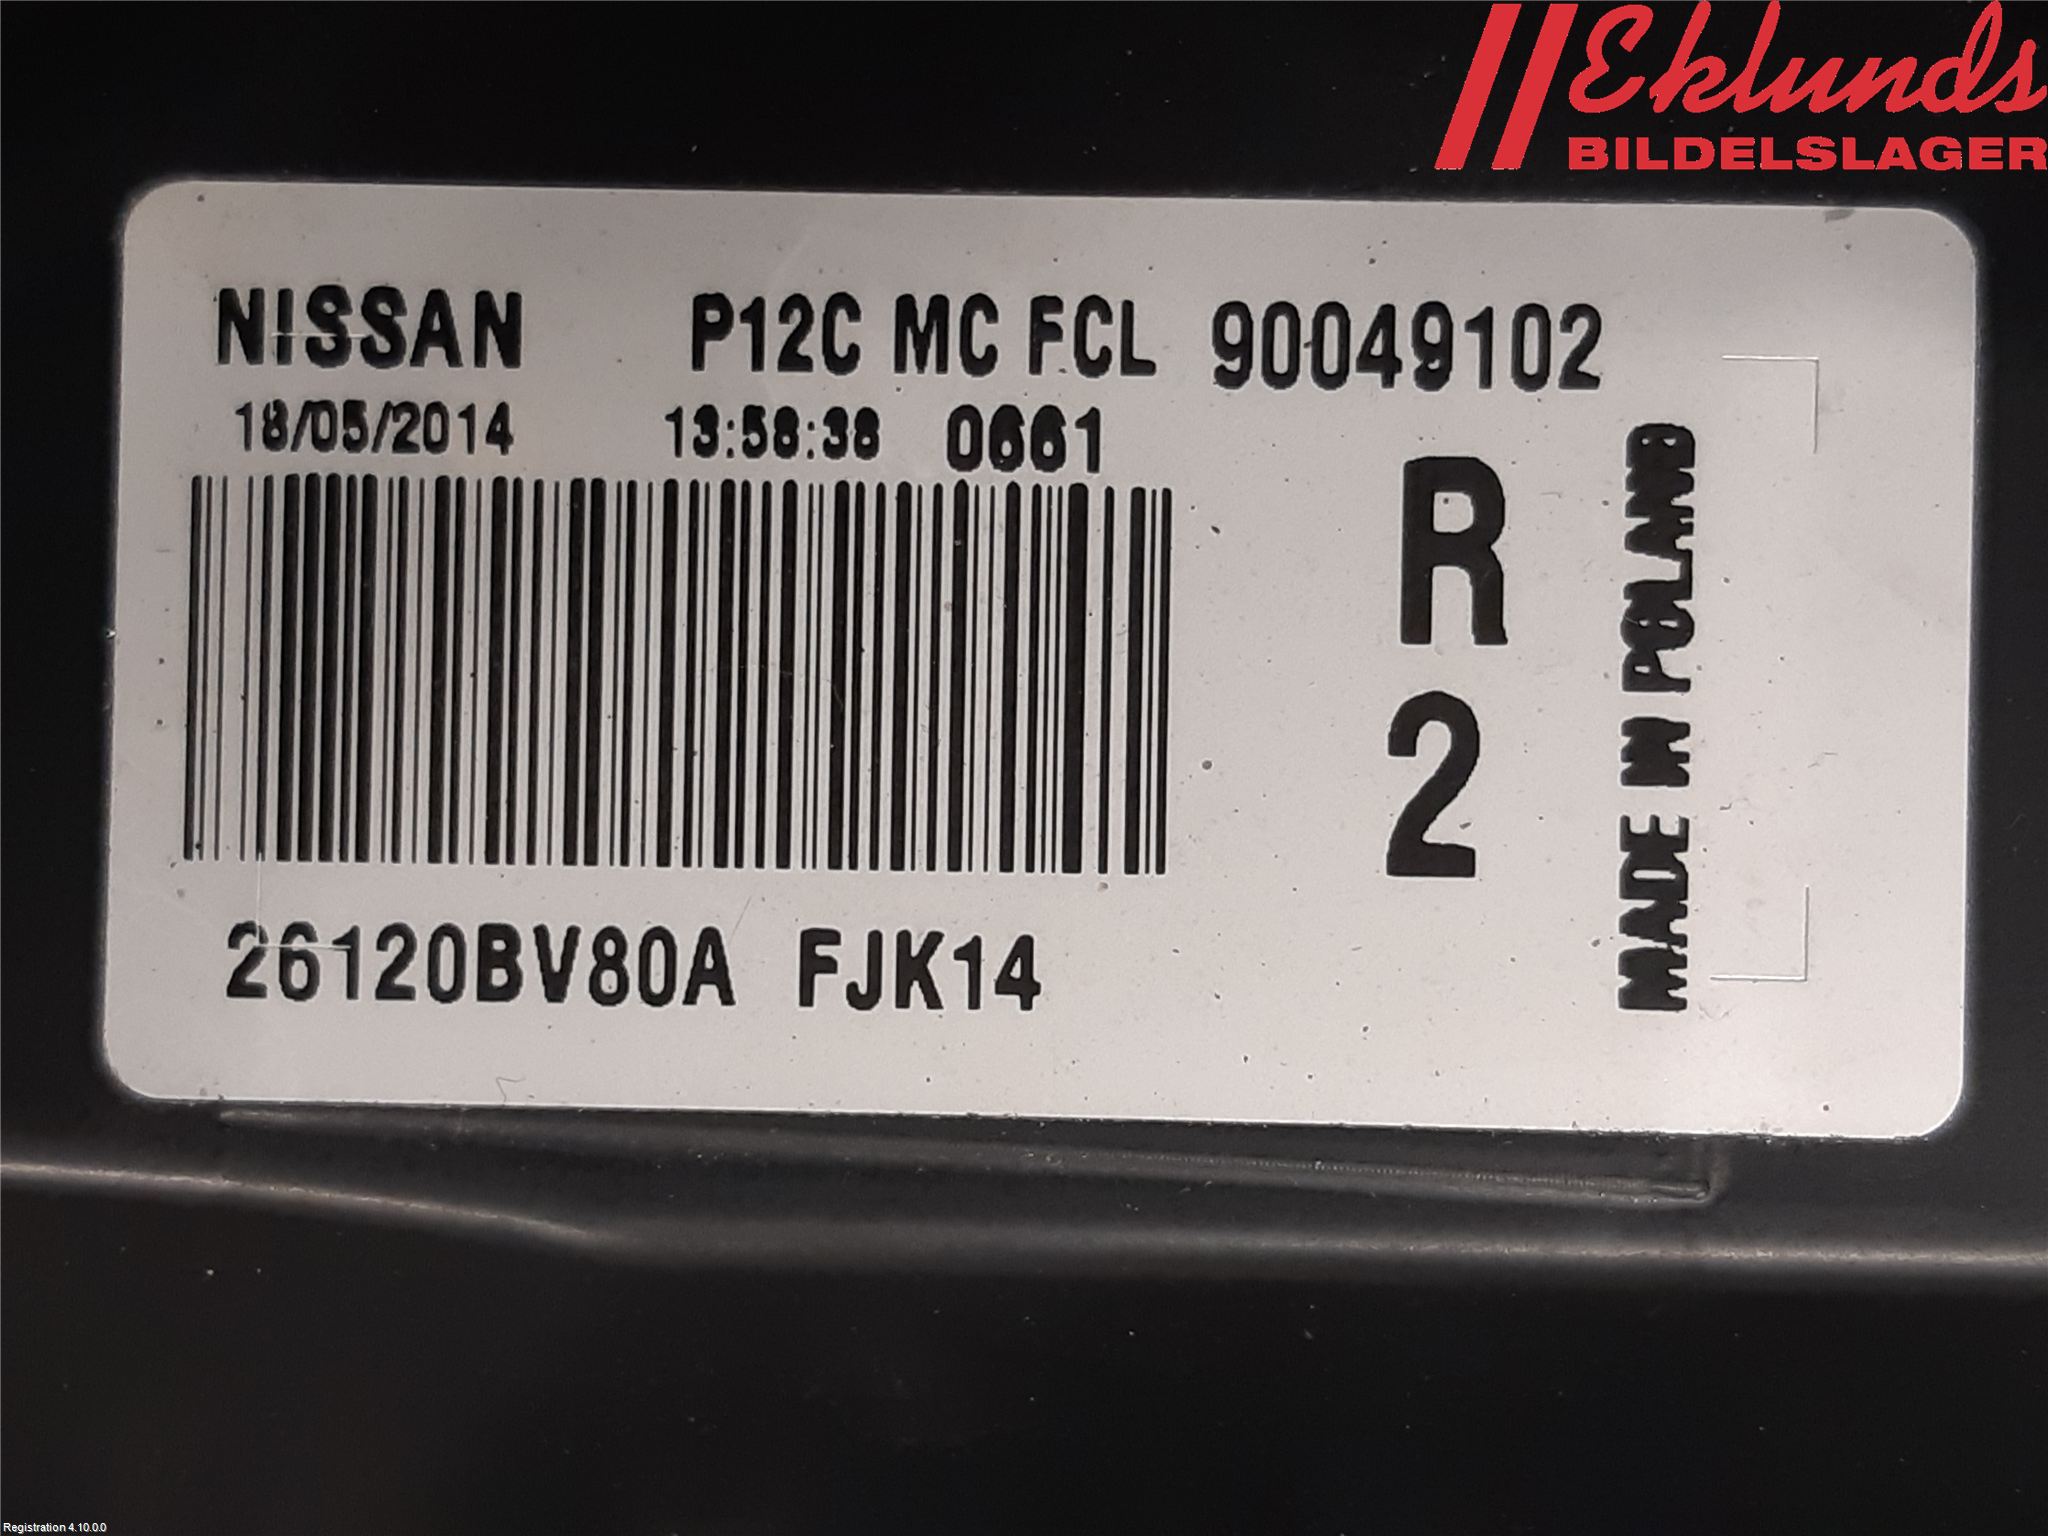 Eklunds
BILDELSLAGER
NISSAN P12C MC FCL 90049102
18/05/2014 13:58:38 0661
R
2
MADE IN POLAND
26120BV80A FJK14
Registration 4.10.0.0